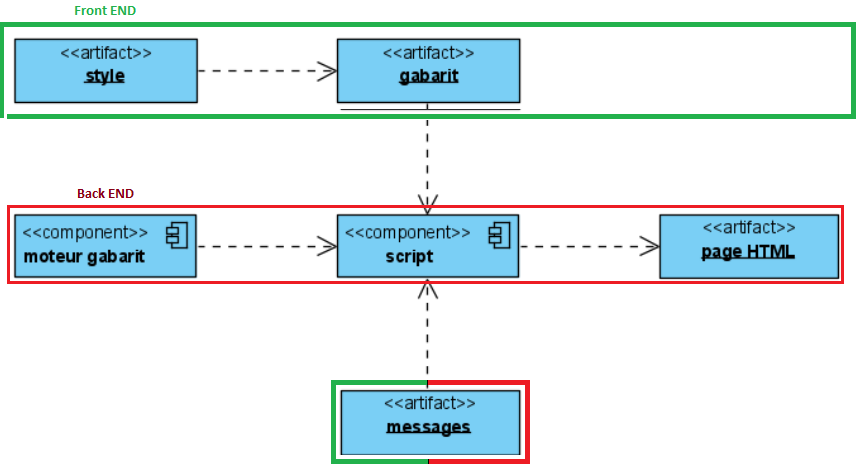 Front END
<<artifact>>
style
<<artifact>>
gabarit
Back END
<<component>>
moteur gabarit
<<component>>
script
<<artifact>>
page HTML
<<artifact>>
messages